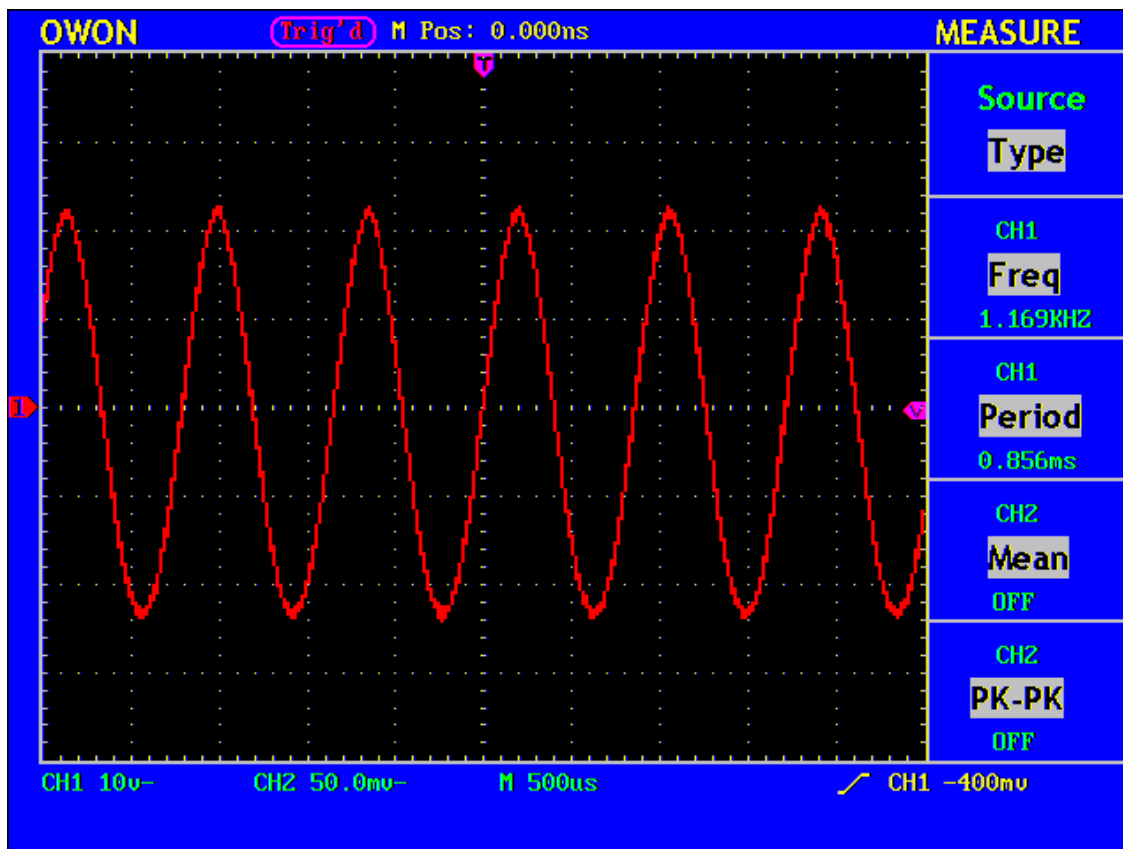 OWON Trig'd M Pos: 0.000ns MEASURE
T
Source
Type
CH1
Freq
1.169KHZ
CH1
1
V
Period
0.856ms
CH2
Mean
OFF
CH2
PK-PK
OFF
CH1 10v- CH2 50.0mv- M 500us CH1 -400mv